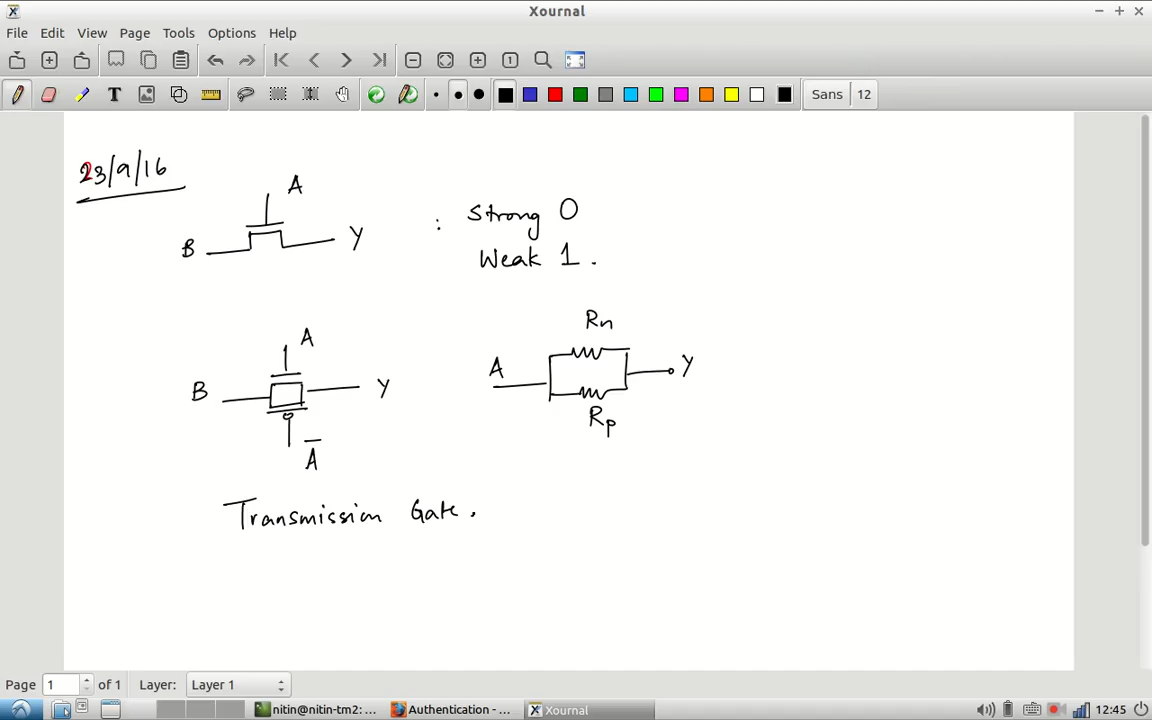 Xournal
File Edit View Page Tools Options Help
Sans 12
23/9/16
A
B Y
: Strong 0
Weak 1.
A
B Y
A̅
Rn
A Y
Rp
Transmission Gate.
Page 1 of 1 Layer: Layer 1
nitin@nitin-tm2: ... Authentication - ... Xournal 12:45